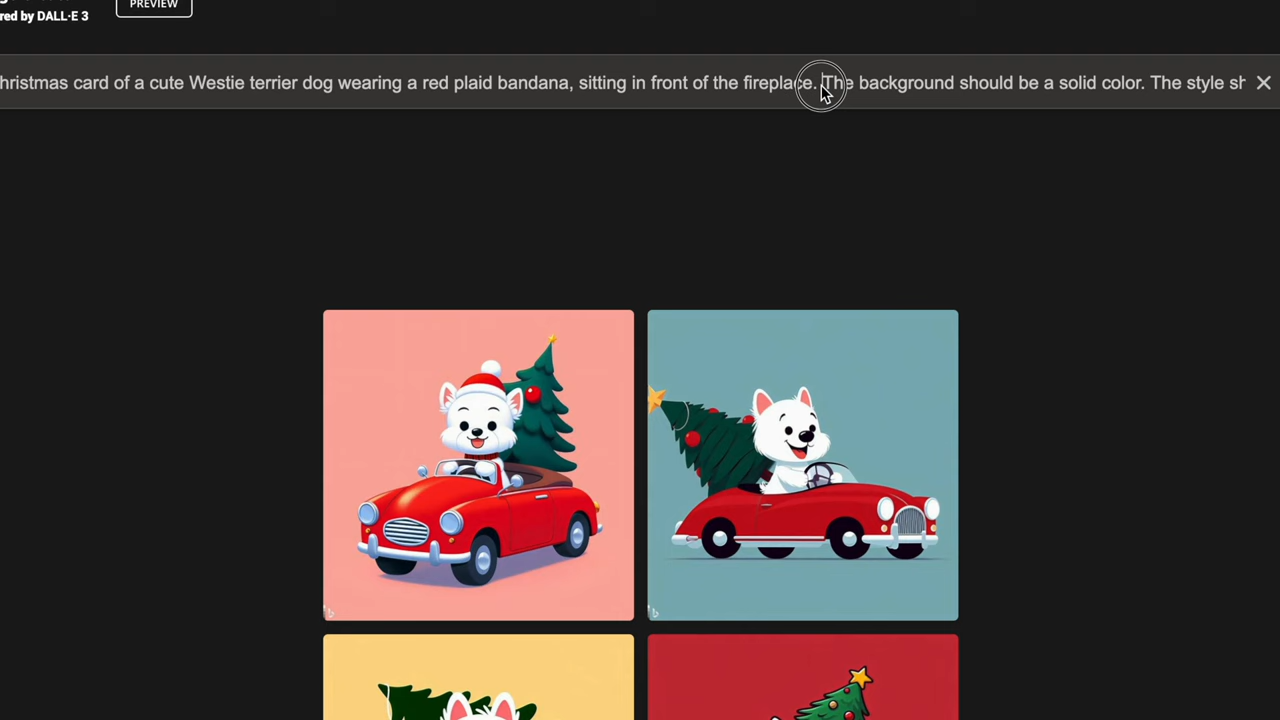 red by DALL·E 3
PREVIEW
hristmas card of a cute Westie terrier dog wearing a red plaid bandana, sitting in front of the fireplace. The background should be a solid color. The style sh